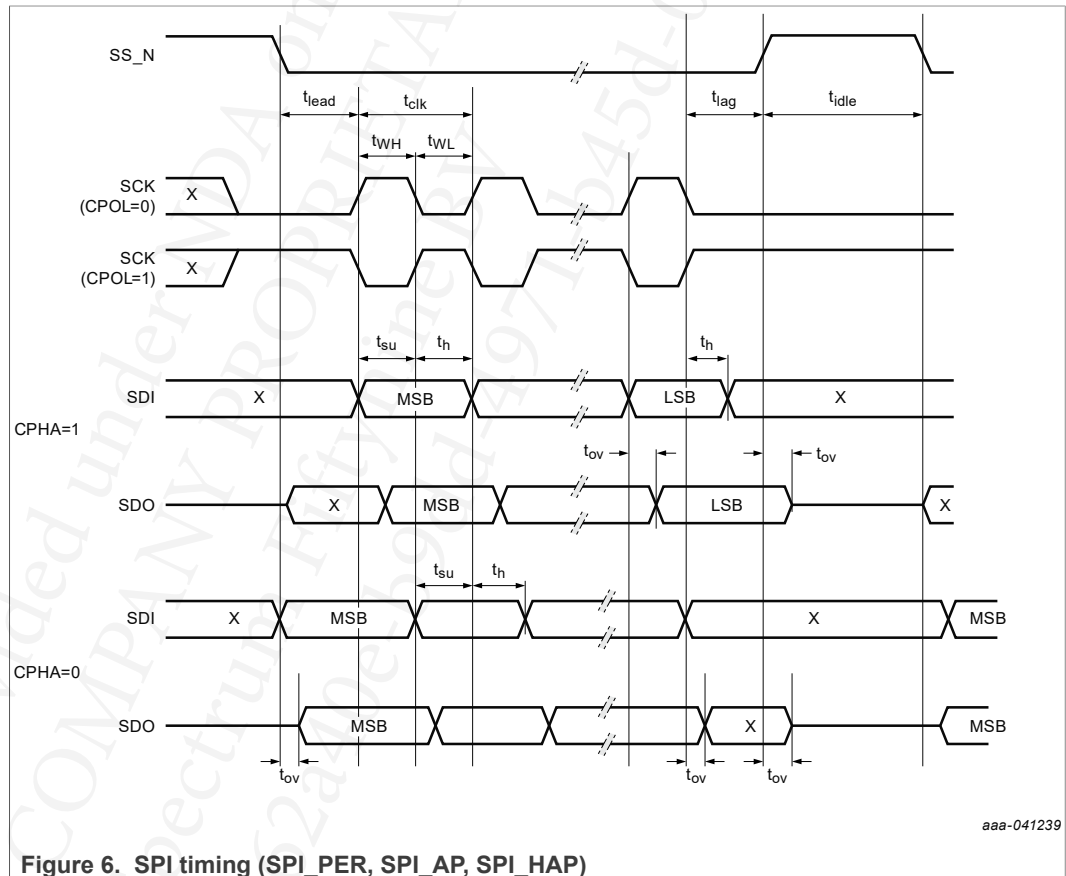 SS_N
tlead
tclk
tlag
tidle
tWH
tWL
SCK
(CPOL=0)
X
SCK
(CPOL=1)
X
tsu
th
th
SDI
X
MSB
LSB
X
CPHA=1
tov
tov
SDO
X
MSB
LSB
X
tsu
th
SDI
X
MSB
X
MSB
CPHA=0
SDO
MSB
X
MSB
tov
tov
tov
aaa-041239
Figure 6. SPI timing (SPI_PER, SPI_AP, SPI_HAP)